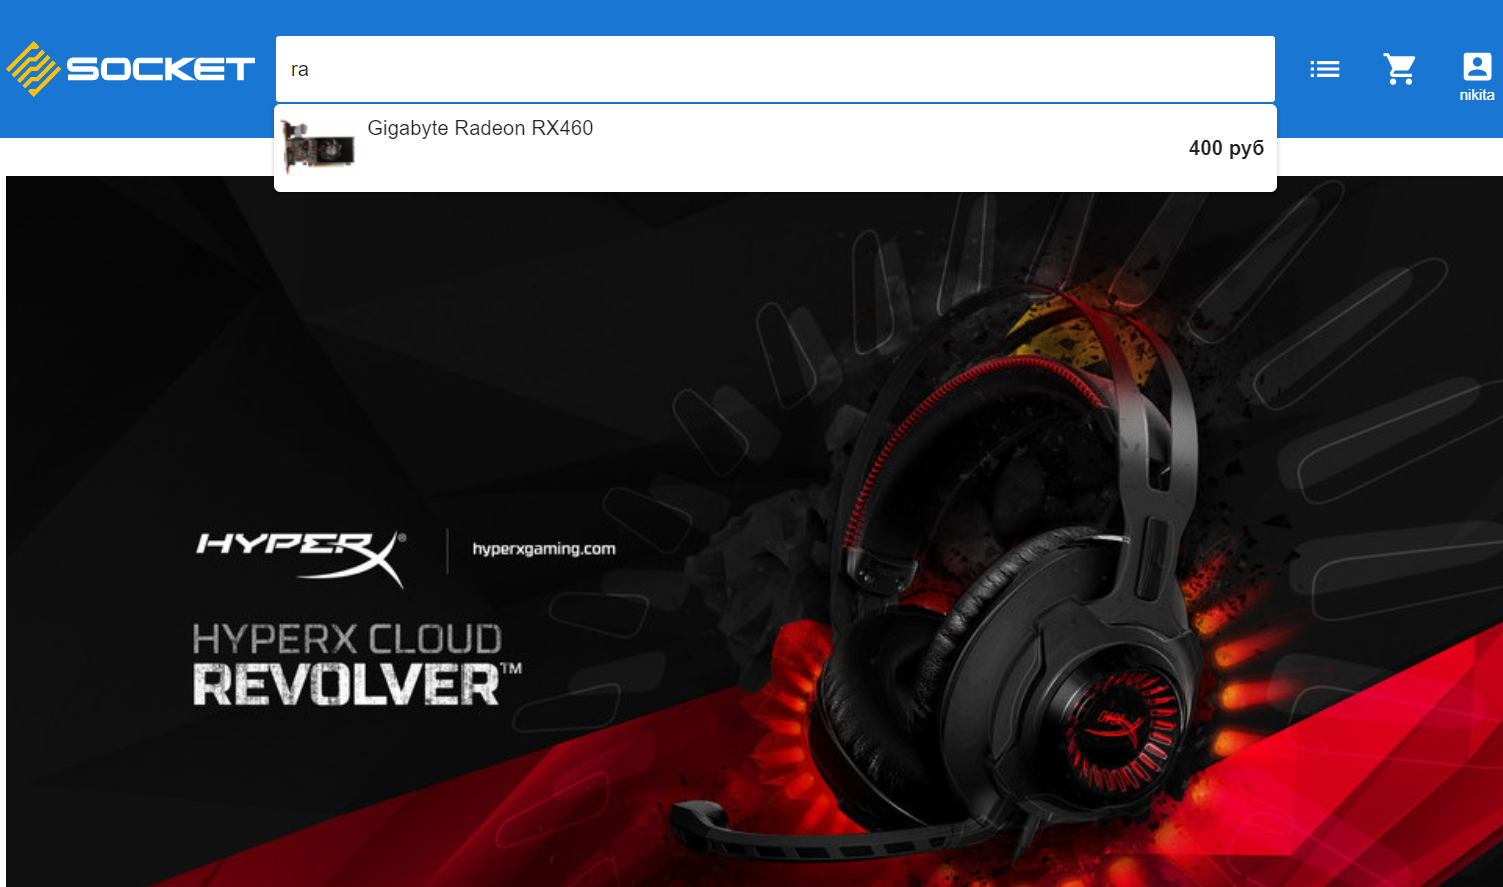 SOCKET
ra
nikita
Gigabyte Radeon RX460
400 руб
HYPERX®
hyperxgaming.com
HYPERX CLOUD
REVOLVER™